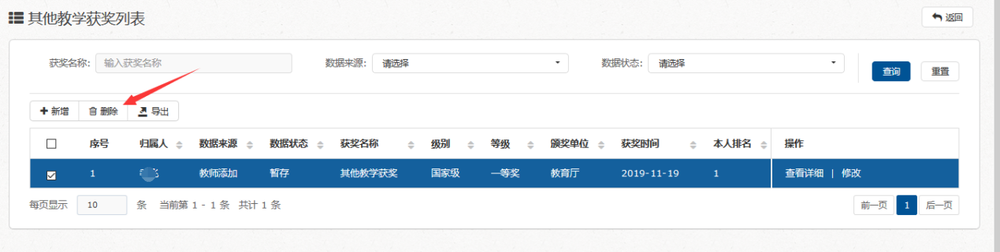 其他教学获奖列表 返回
获奖名称: 输入获奖名称 数据来源: 请选择 数据状态: 请选择 查询 重置
新增 删除 导出
序号 归属人 数据来源 数据状态 获奖名称 级别 等级 颁奖单位 获奖时间 本人排名 操作
1 教师添加 暂存 其他教学获奖 国家级 一等奖 教育厅 2019-11-19 1 查看详细 | 修改
每页显示 10 条 当前第 1 - 1 条 共计 1 条 前一页 1 后一页